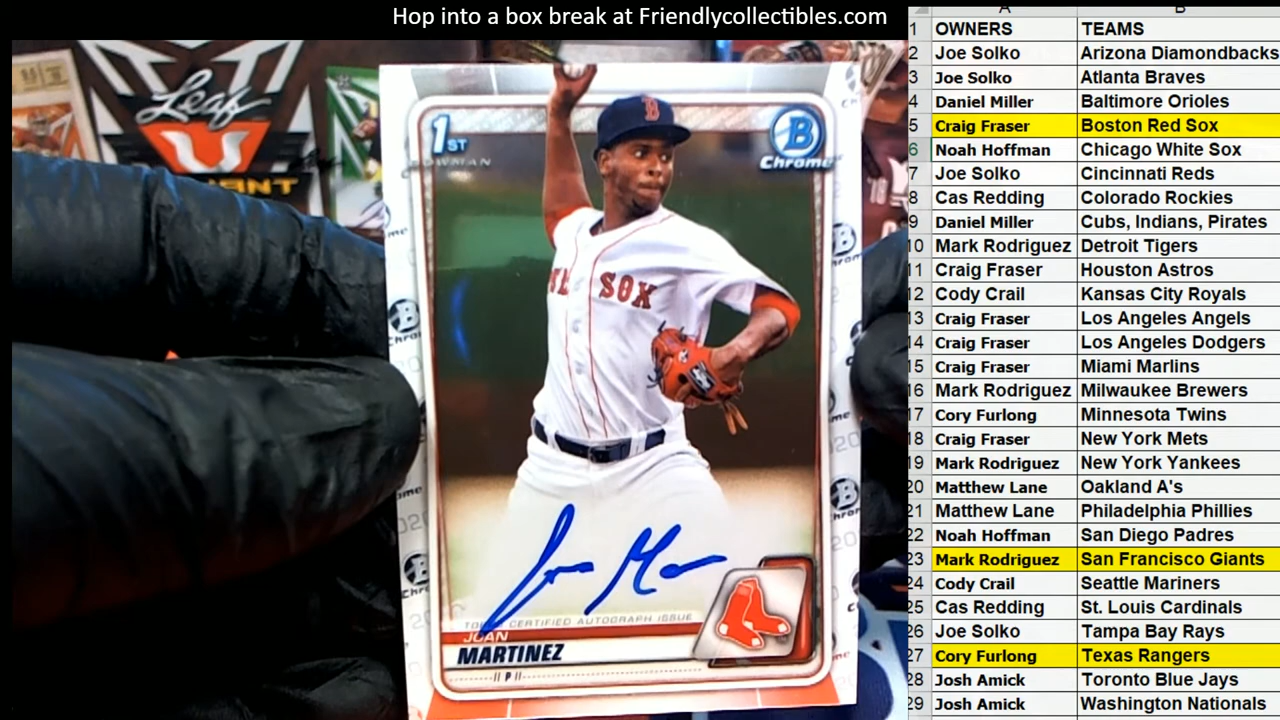 Hop into a box break at Friendlycollectibles.com
A B
1 OWNERS TEAMS
2 Joe Solko Arizona Diamondbacks
3 Joe Solko Atlanta Braves
4 Daniel Miller Baltimore Orioles
5 Craig Fraser Boston Red Sox
6 Noah Hoffman Chicago White Sox
7 Joe Solko Cincinnati Reds
8 Cas Redding Colorado Rockies
9 Daniel Miller Cubs, Indians, Pirates
10 Mark Rodriguez Detroit Tigers
11 Craig Fraser Houston Astros
12 Cody Crail Kansas City Royals
13 Craig Fraser Los Angeles Angels
14 Craig Fraser Los Angeles Dodgers
15 Craig Fraser Miami Marlins
16 Mark Rodriguez Milwaukee Brewers
17 Cory Furlong Minnesota Twins
18 Craig Fraser New York Mets
19 Mark Rodriguez New York Yankees
20 Matthew Lane Oakland A's
21 Matthew Lane Philadelphia Phillies
22 Noah Hoffman San Diego Padres
23 Mark Rodriguez San Francisco Giants
24 Cody Crail Seattle Mariners
25 Cas Redding St. Louis Cardinals
26 Joe Solko Tampa Bay Rays
27 Cory Furlong Texas Rangers
28 Josh Amick Toronto Blue Jays
29 Josh Amick Washington Nationals
Leaf
1ST
BOWMAN
B
Chrome
B
SOX
TOPPS CERTIFIED AUTOGRAPH ISSUE
JOAN
MARTINEZ
P